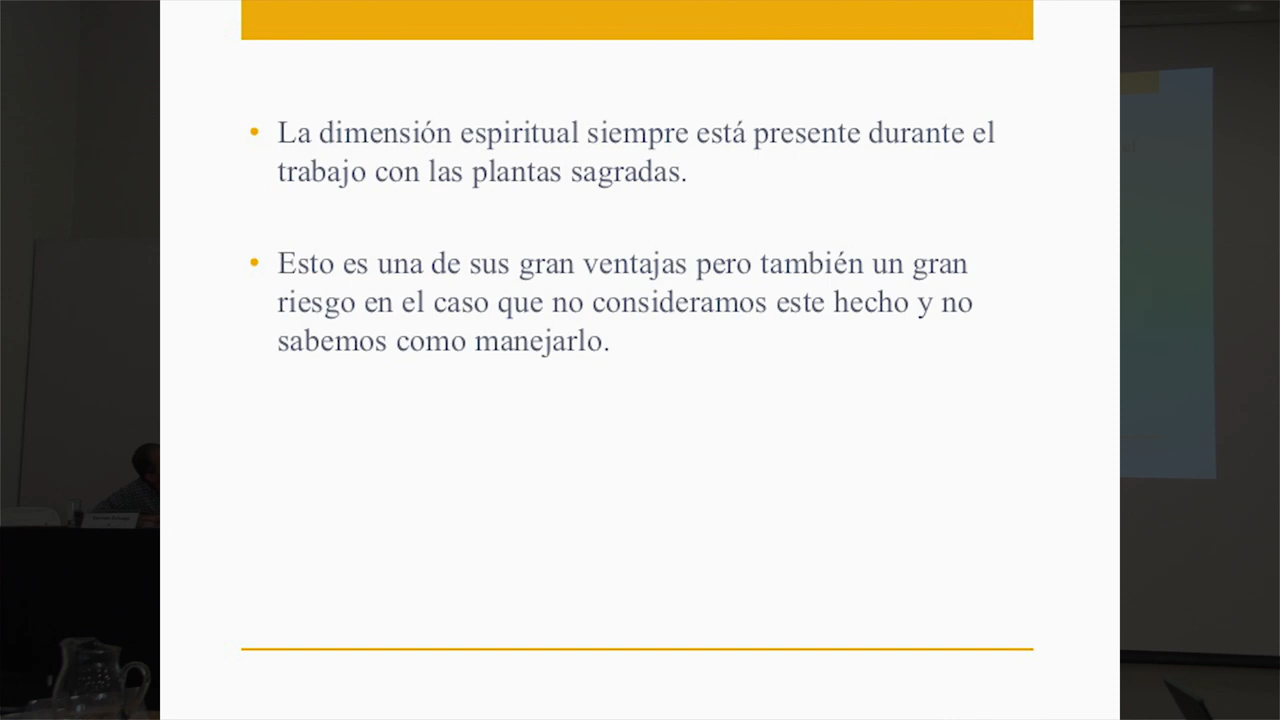 • La dimensión espiritual siempre está presente durante el
trabajo con las plantas sagradas.
• Esto es una de sus gran ventajas pero también un gran
riesgo en el caso que no consideramos este hecho y no
sabemos como manejarlo.